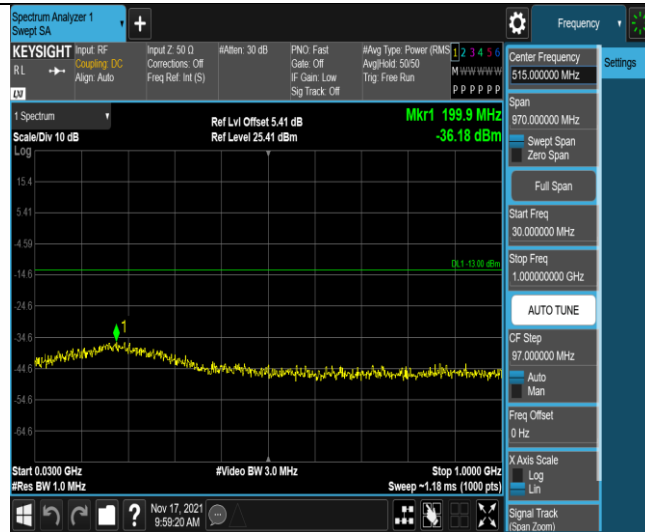 Spectrum Analyzer 1
Swept SA
+
Frequency
KEYSIGHT
RL
LXI
Input: RF
Coupling: DC
Align: Auto
Input Z: 50 Ω
Corrections: Off
Freq Ref: Int (S)
#Atten: 30 dB
PNO: Fast
Gate: Off
IF Gain: Low
Sig Track: Off
#Avg Type: Power (RMS
Avg|Hold: 50/50
Trig: Free Run
1 2 3 4 5 6
M W W W W W
P P P P P P
1 Spectrum
Scale/Div 10 dB
Ref Lvl Offset 5.41 dB
Ref Level 25.41 dBm
Mkr1 199.9 MHz
-36.18 dBm
Log
15.4
5.41
-4.59
DL1 -13.00 dBm
-14.6
-24.6
-34.6
1
-44.6
-54.6
-64.6
Start 0.0300 GHz
#Res BW 1.0 MHz
#Video BW 3.0 MHz
Stop 1.0000 GHz
Sweep ~1.18 ms (1000 pts)
Nov 17, 2021
9:59:20 AM
?
Settings
Center Frequency
515.000000 MHz
Span
970.000000 MHz
Swept Span
Zero Span
Full Span
Start Freq
30.000000 MHz
Stop Freq
1.000000000 GHz
AUTO TUNE
CF Step
97.000000 MHz
Auto
Man
Freq Offset
0 Hz
X Axis Scale
Log
Lin
Signal Track
(Span Zoom)